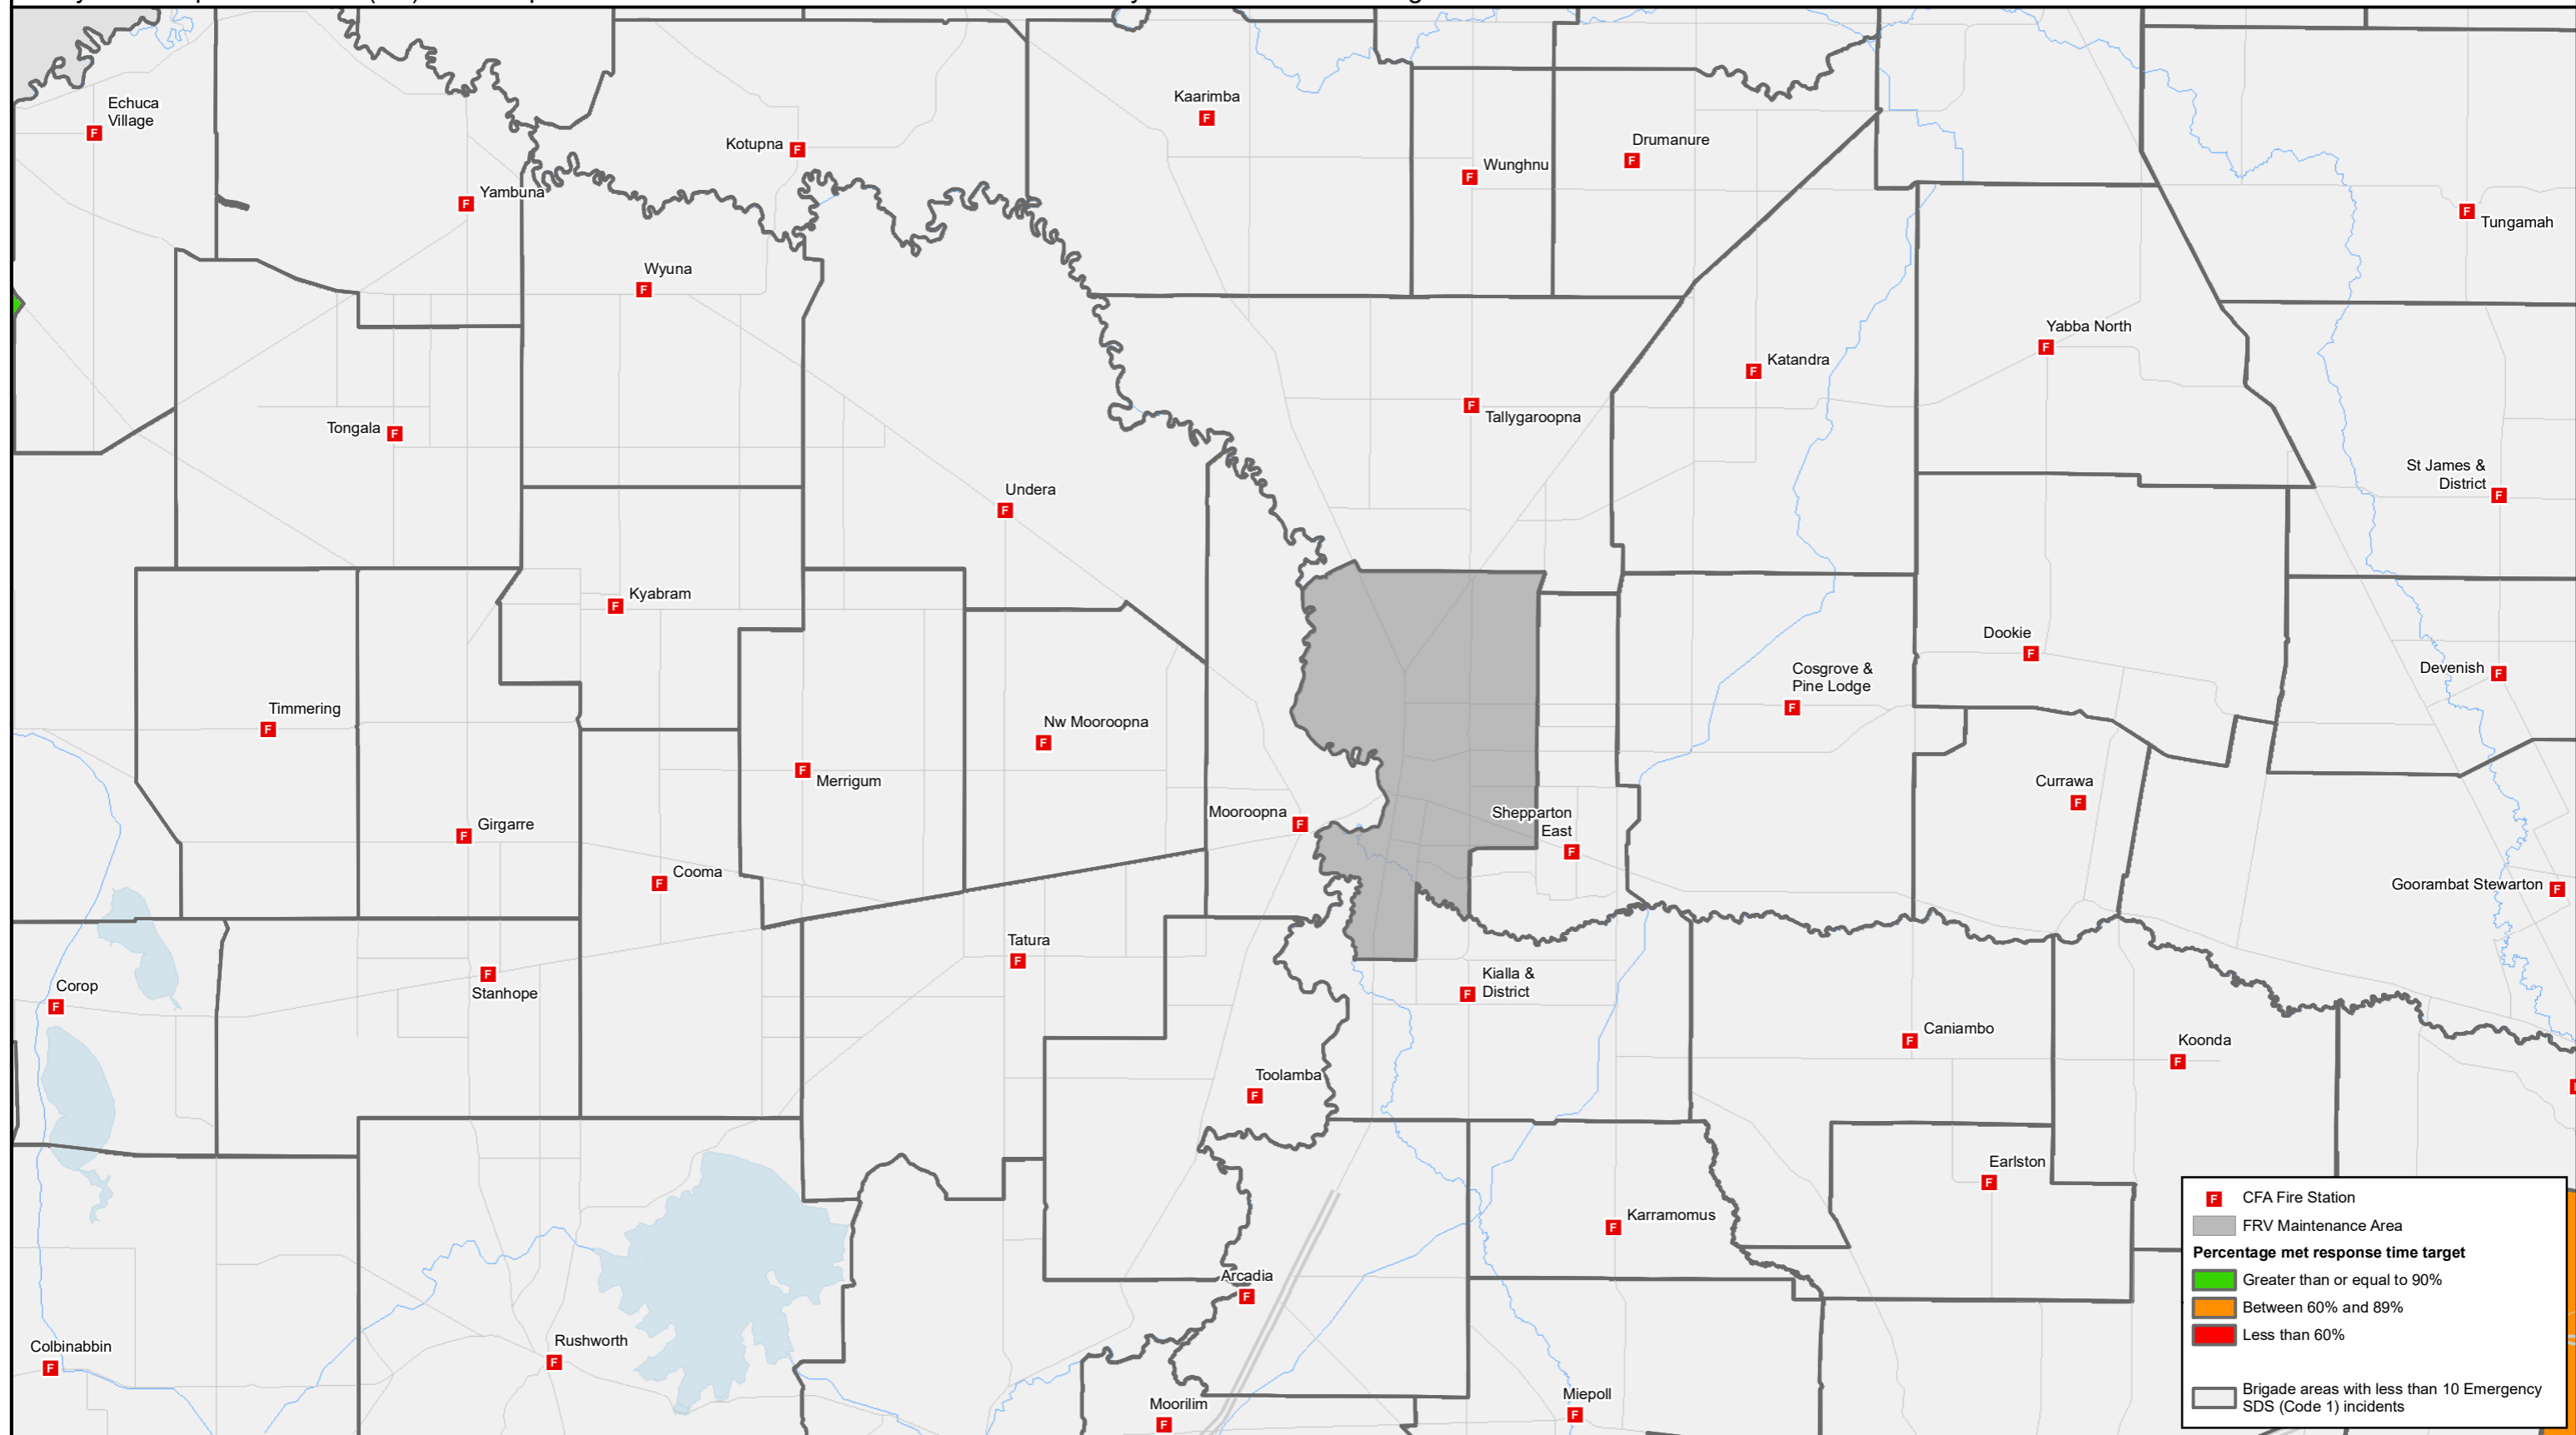 Echuca
Village
Kaarimba
Kotupna
Wunghnu
Drumanure
Yambuna
Tungamah
Wyuna
Yabba North
Katandra
Tallygaroopna
Tongala
St James &
District
Undera
Kyabram
Dookie
Cosgrove &
Pine Lodge
Devenish
Timmering
Nw Mooroopna
Merrigum
Currawa
Mooroopna
Shepparton
East
Girgarre
Cooma
Goorambat Stewarton
Tatura
Kialla &
District
Corop
Stanhope
Caniambo
Koonda
Toolamba
Earlston
Karramomus
Arcadia
Colbinabbin
Rushworth
Moorilim
Miepoll
F CFA Fire Station
FRV Maintenance Area
Percentage met response time target
Greater than or equal to 90%
Between 60% and 89%
Less than 60%
Brigade areas with less than 10 Emergency
SDS (Code 1) incidents